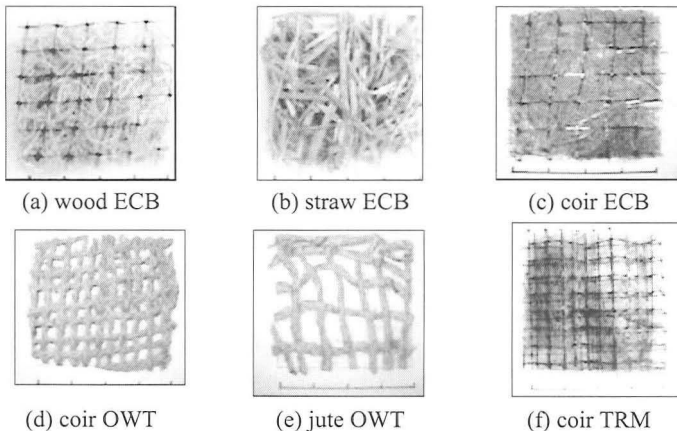 (a) wood ECB
(b) straw ECB
(c) coir ECB
(d) coir OWT
(e) jute OWT
(f) coir TRM